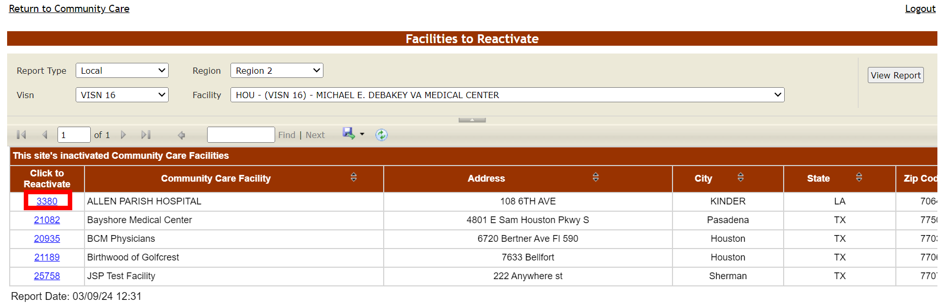 Return to Community Care Logout
Facilities to Reactivate
Report Type Local Region Region 2
View Report
Visn VISN 16 Facility HOU - (VISN 16) - MICHAEL E. DEBAKEY VA MEDICAL CENTER
1 of 1 Find | Next
This site's inactivated Community Care Facilities
Click to Reactivate Community Care Facility Address City State Zip Cod
3380 ALLEN PARISH HOSPITAL 108 6TH AVE KINDER LA 706
21082 Bayshore Medical Center 4801 E Sam Houston Pkwy S Pasadena TX 775
20935 BCM Physicians 6720 Bertner Ave Fl 590 Houston TX 770
21189 Birthwood of Golfcrest 7633 Bellfort Houston TX 770
25758 JSP Test Facility 222 Anywhere st Sherman TX 770
Report Date: 03/09/24 12:31